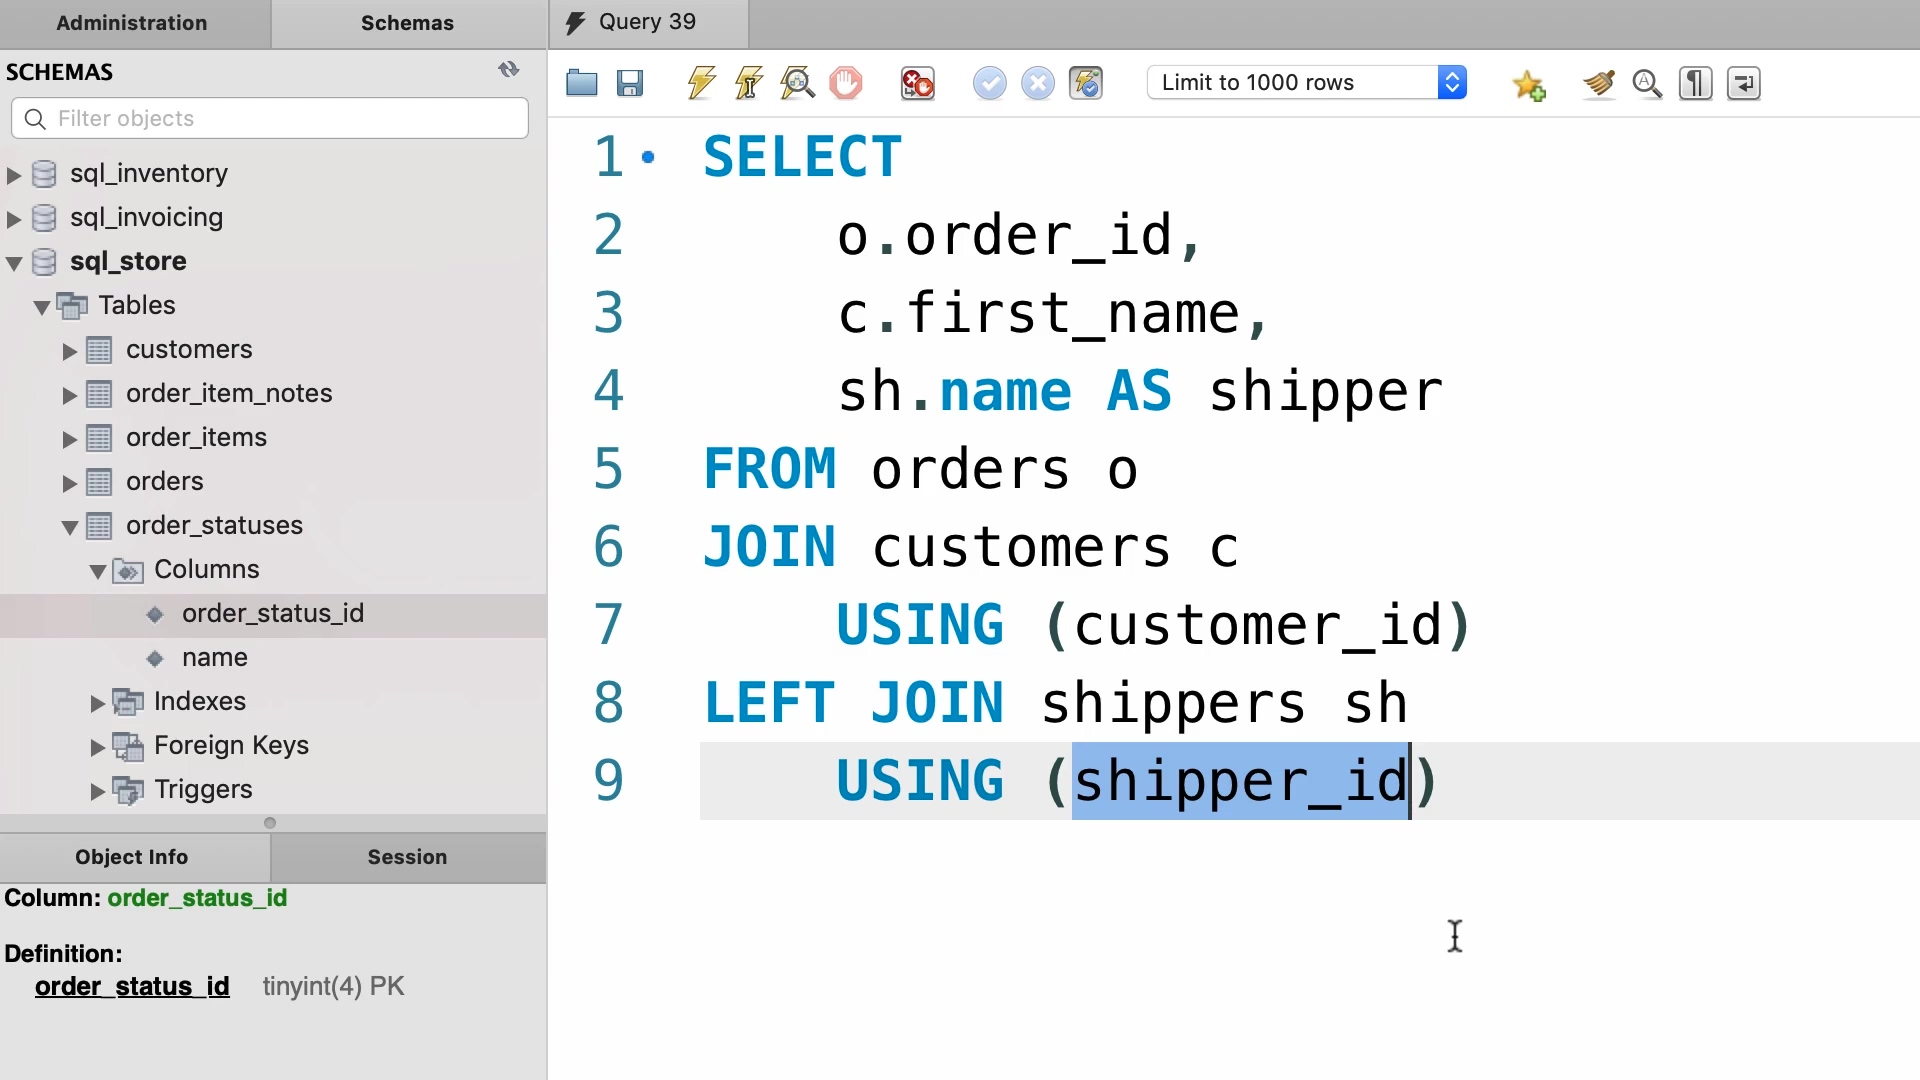 Administration
Schemas
Query 39
SCHEMAS
Filter objects
Limit to 1000 rows
sql_inventory
sql_invoicing
sql_store
Tables
customers
order_item_notes
order_items
orders
order_statuses
Columns
order_status_id
name
Indexes
Foreign Keys
Triggers
Object Info
Session
Column: order_status_id
Definition:
order_status_id tinyint(4) PK
1 SELECT
2 o.order_id,
3 c.first_name,
4 sh.name AS shipper
5 FROM orders o
6 JOIN customers c
7 USING (customer_id)
8 LEFT JOIN shippers sh
9 USING (shipper_id)